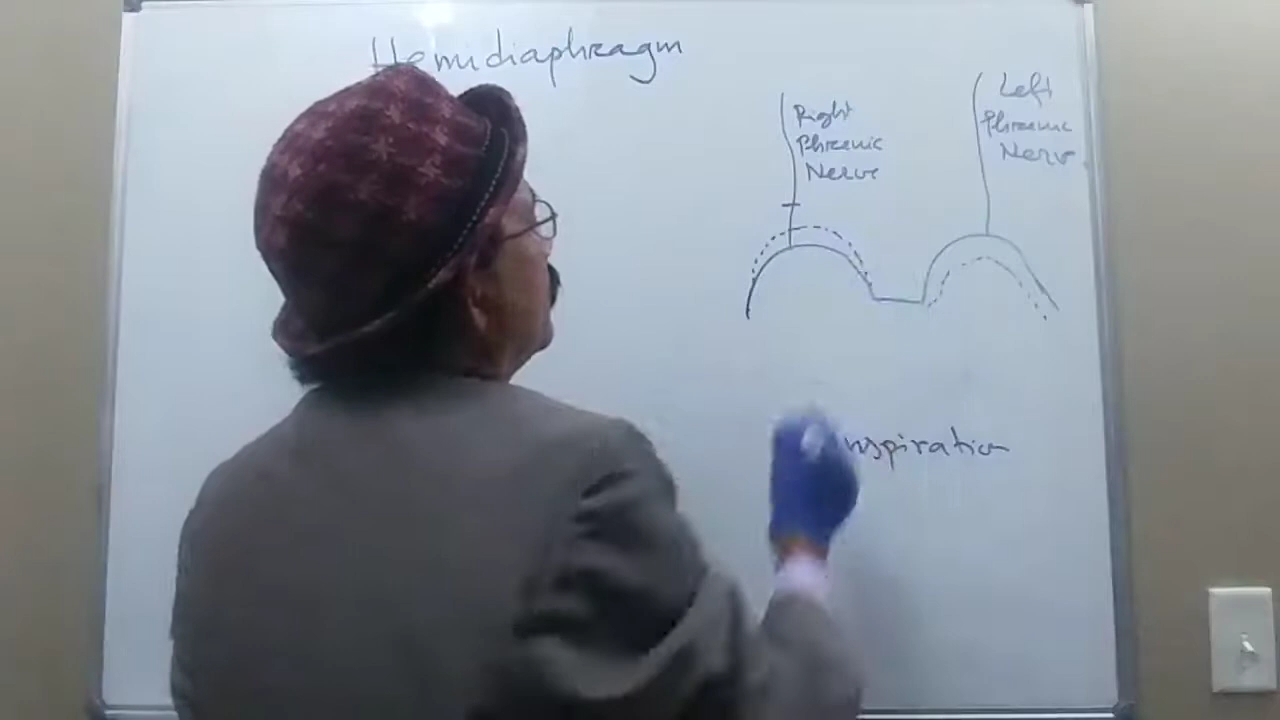 Hemidiaphragm
Right
Phrenic
Nerve
Left
Phrenic
Nerve
nspiration